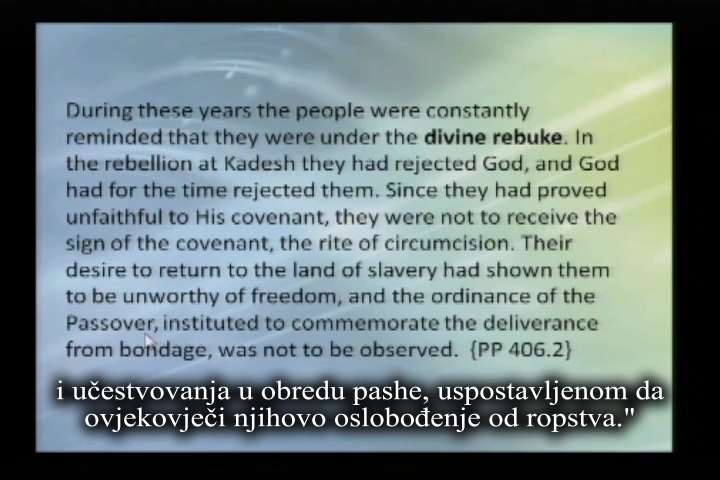 During these years the people were constantly
reminded that they were under the divine rebuke. In
the rebellion at Kadesh they had rejected God, and God
had for the time rejected them. Since they had proved
unfaithful to His covenant, they were not to receive the
sign of the covenant, the rite of circumcision. Their
desire to return to the land of slavery had shown them
to be unworthy of freedom, and the ordinance of the
Passover, instituted to commemorate the deliverance
from bondage, was not to be observed. {PP 406.2}
i učestvovanja u obredu pashe, uspostavljenom da
ovjekovječi njihovo oslobođenje od ropstva."